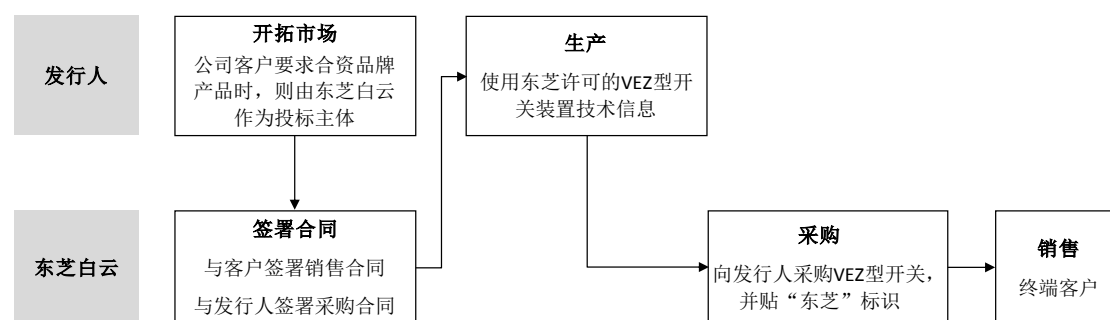 发行人
开拓市场
公司客户要求合资品牌
产品时，则由东芝白云
作为投标主体
生产
使用东芝许可的VEZ型开
关装置技术信息
东芝白云
签署合同
与客户签署销售合同
与发行人签署采购合同
采购
向发行人采购VEZ型开关，
并贴“东芝”标识
销售
终端客户